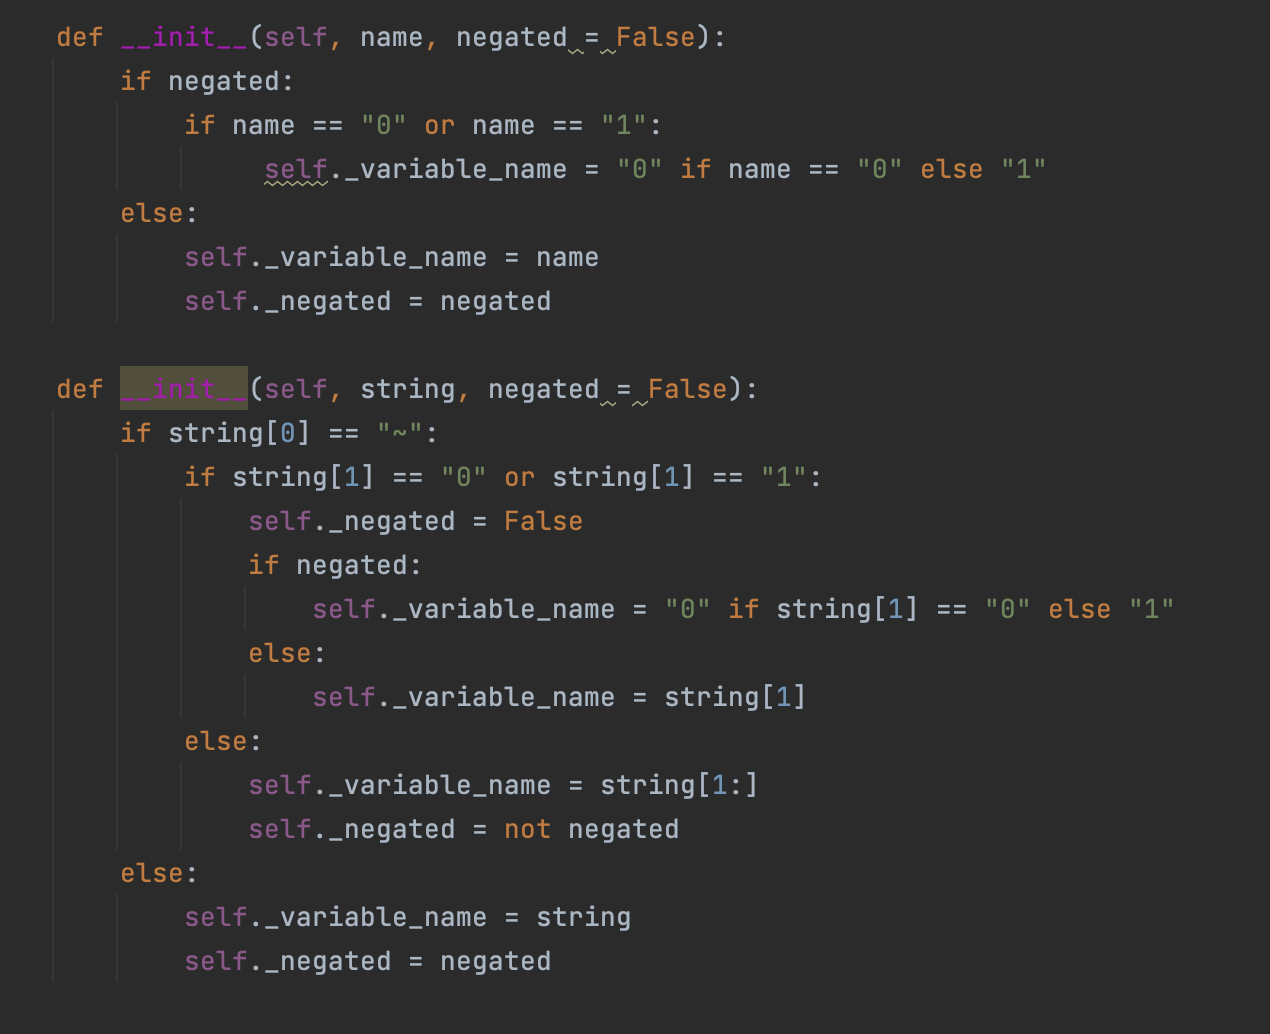 def __init__(self, name, negated = False):
    if negated:
        if name == "0" or name == "1":
             self._variable_name = "0" if name == "0" else "1"
    else:
        self._variable_name = name
        self._negated = negated

def __init__(self, string, negated = False):
    if string[0] == "~":
        if string[1] == "0" or string[1] == "1":
            self._negated = False
            if negated:
                self._variable_name = "0" if string[1] == "0" else "1"
            else:
                self._variable_name = string[1]
        else:
            self._variable_name = string[1:]
            self._negated = not negated
    else:
        self._variable_name = string
        self._negated = negated